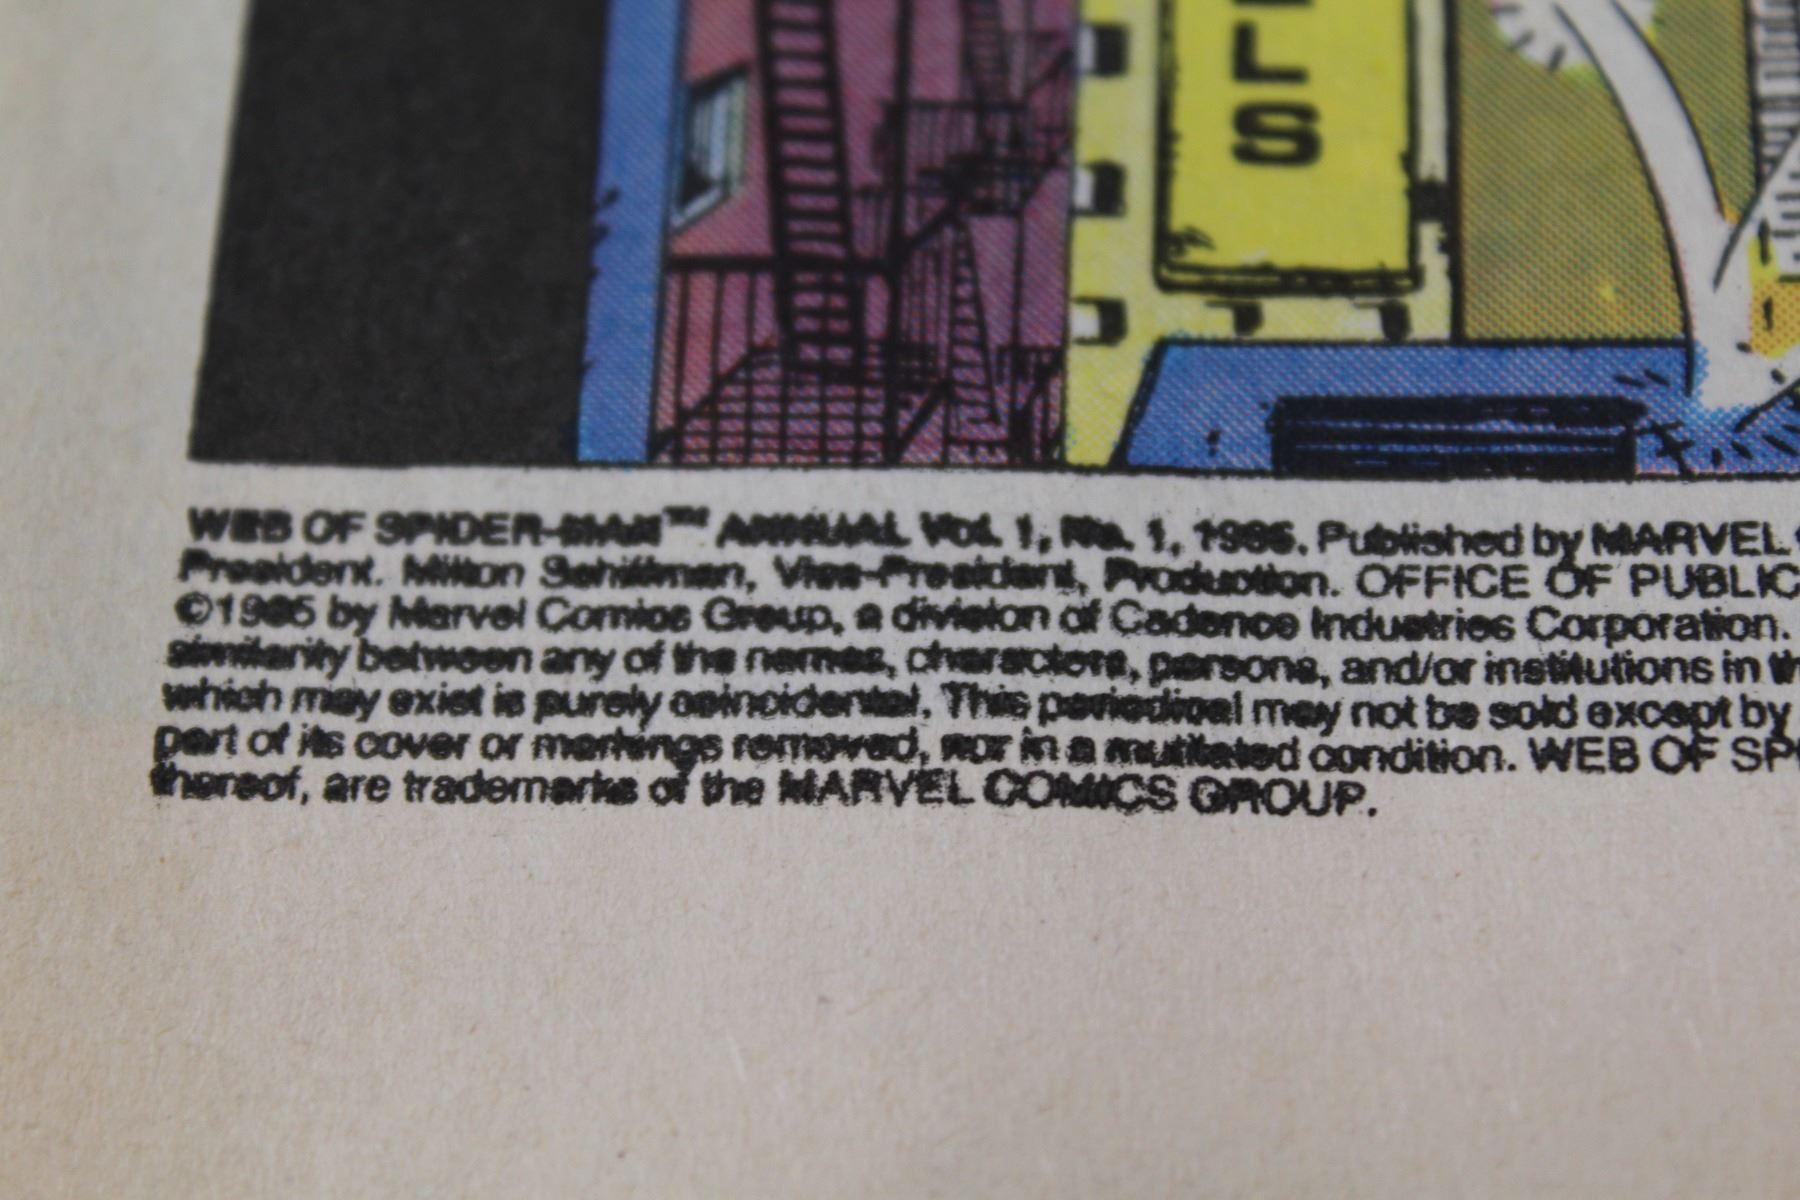 LS
WEB OF SPIDER-MAN™ ANNUAL Vol. 1, No. 1, 1985. Published by MARVEL
President. Milton Schiffman, Vice-President, Production. OFFICE OF PUBLIC
©1985 by Marvel Comics Group, a division of Cadence Industries Corporation.
similarity between any of the names, characters, persons, and/or institutions in th
which may exist is purely coincidental. This periodical may not be sold except by
part of its cover or markings removed, nor in a mutilated condition. WEB OF SPI
thereof, are trademarks of the MARVEL COMICS GROUP.